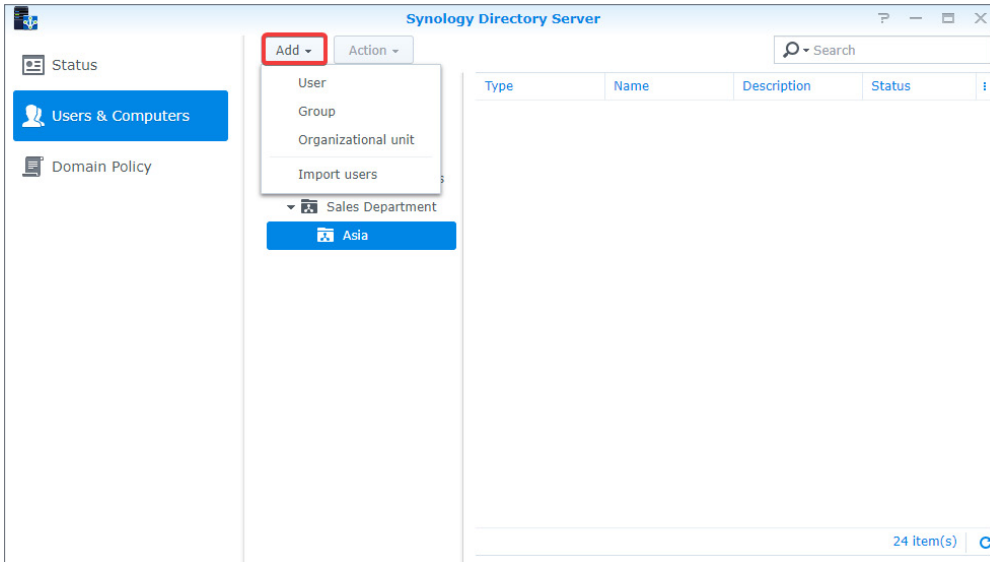 Synology Directory Server
Status
Users & Computers
Domain Policy
Add
Action
Search
User
Group
Organizational unit
Import users
s
Sales Department
Asia
Type
Name
Description
Status
24 item(s)